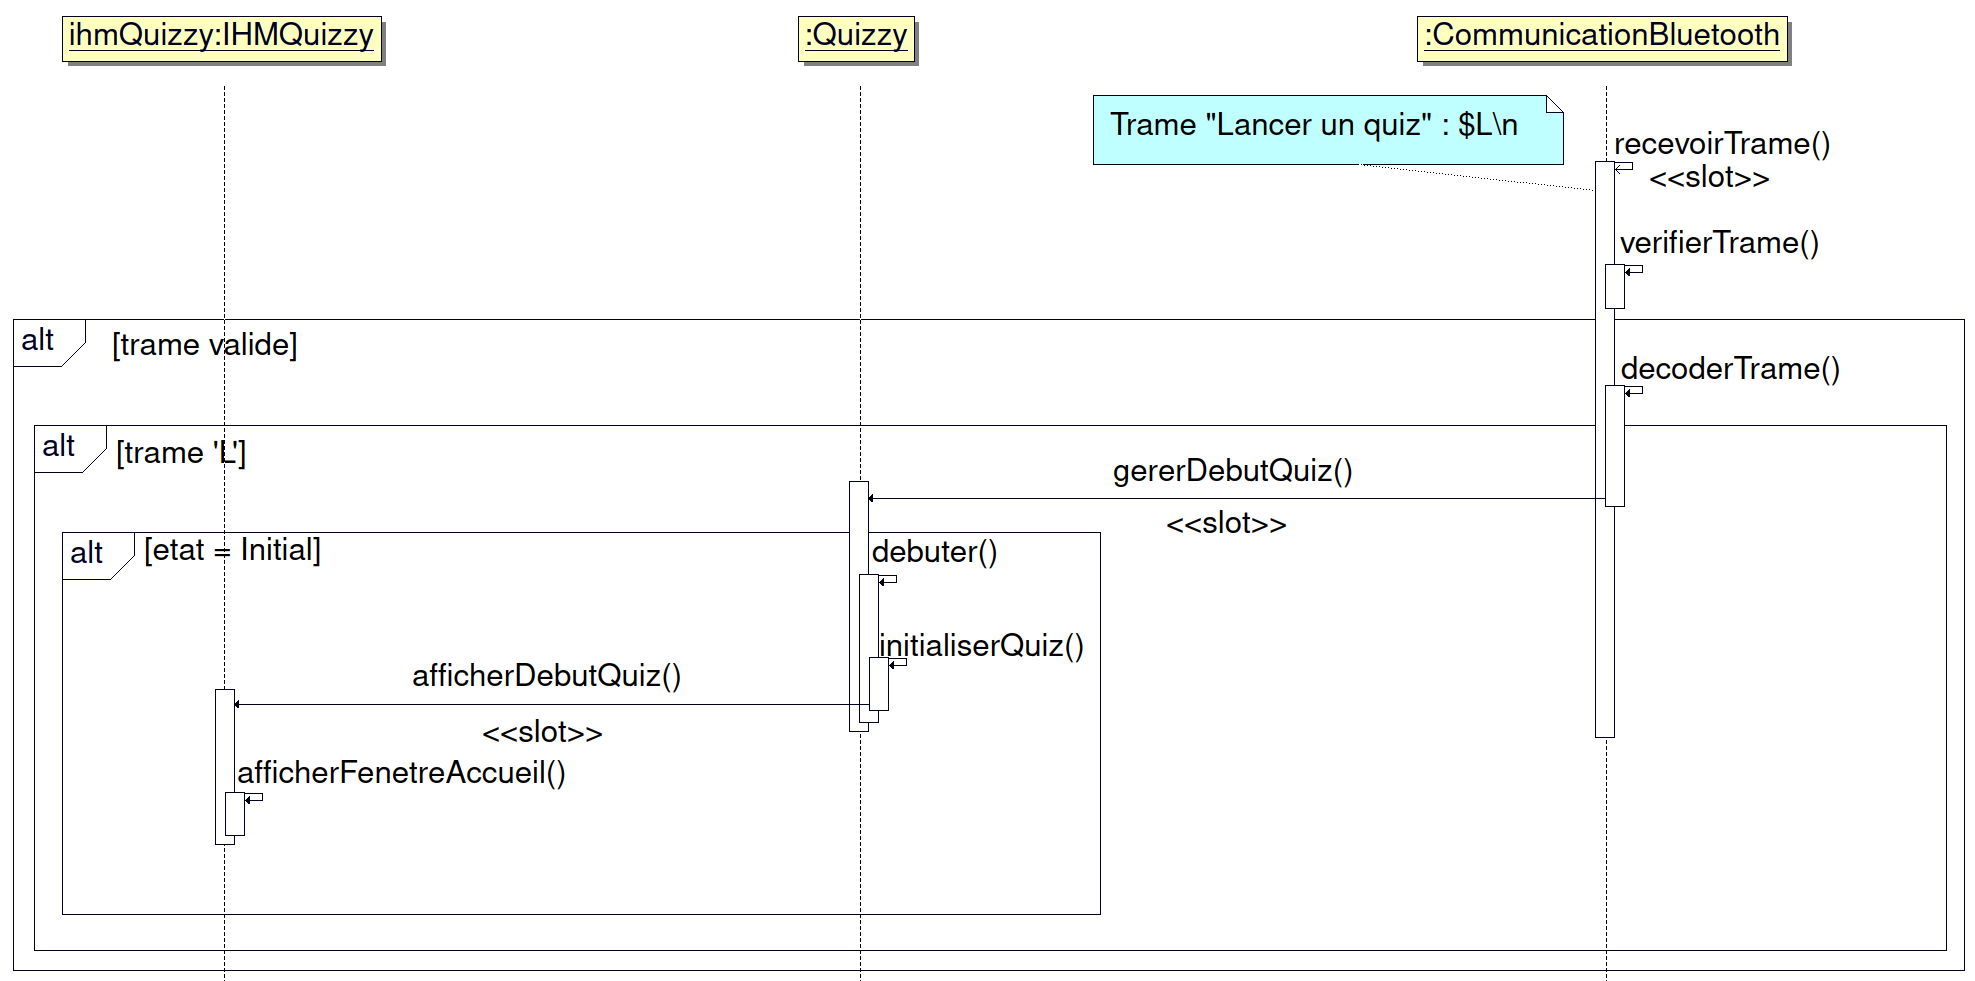 ihmQuizzy:IHMQuizzy
:Quizzy
:CommunicationBluetooth
Trame "Lancer un quiz" : $L\n
recevoirTrame()
<<slot>>
verifierTrame()
alt
[trame valide]
decoderTrame()
alt
[trame 'L']
gererDebutQuiz()
<<slot>>
alt
[etat = Initial]
debuter()
initialiserQuiz()
afficherDebutQuiz()
<<slot>>
afficherFenetreAccueil()